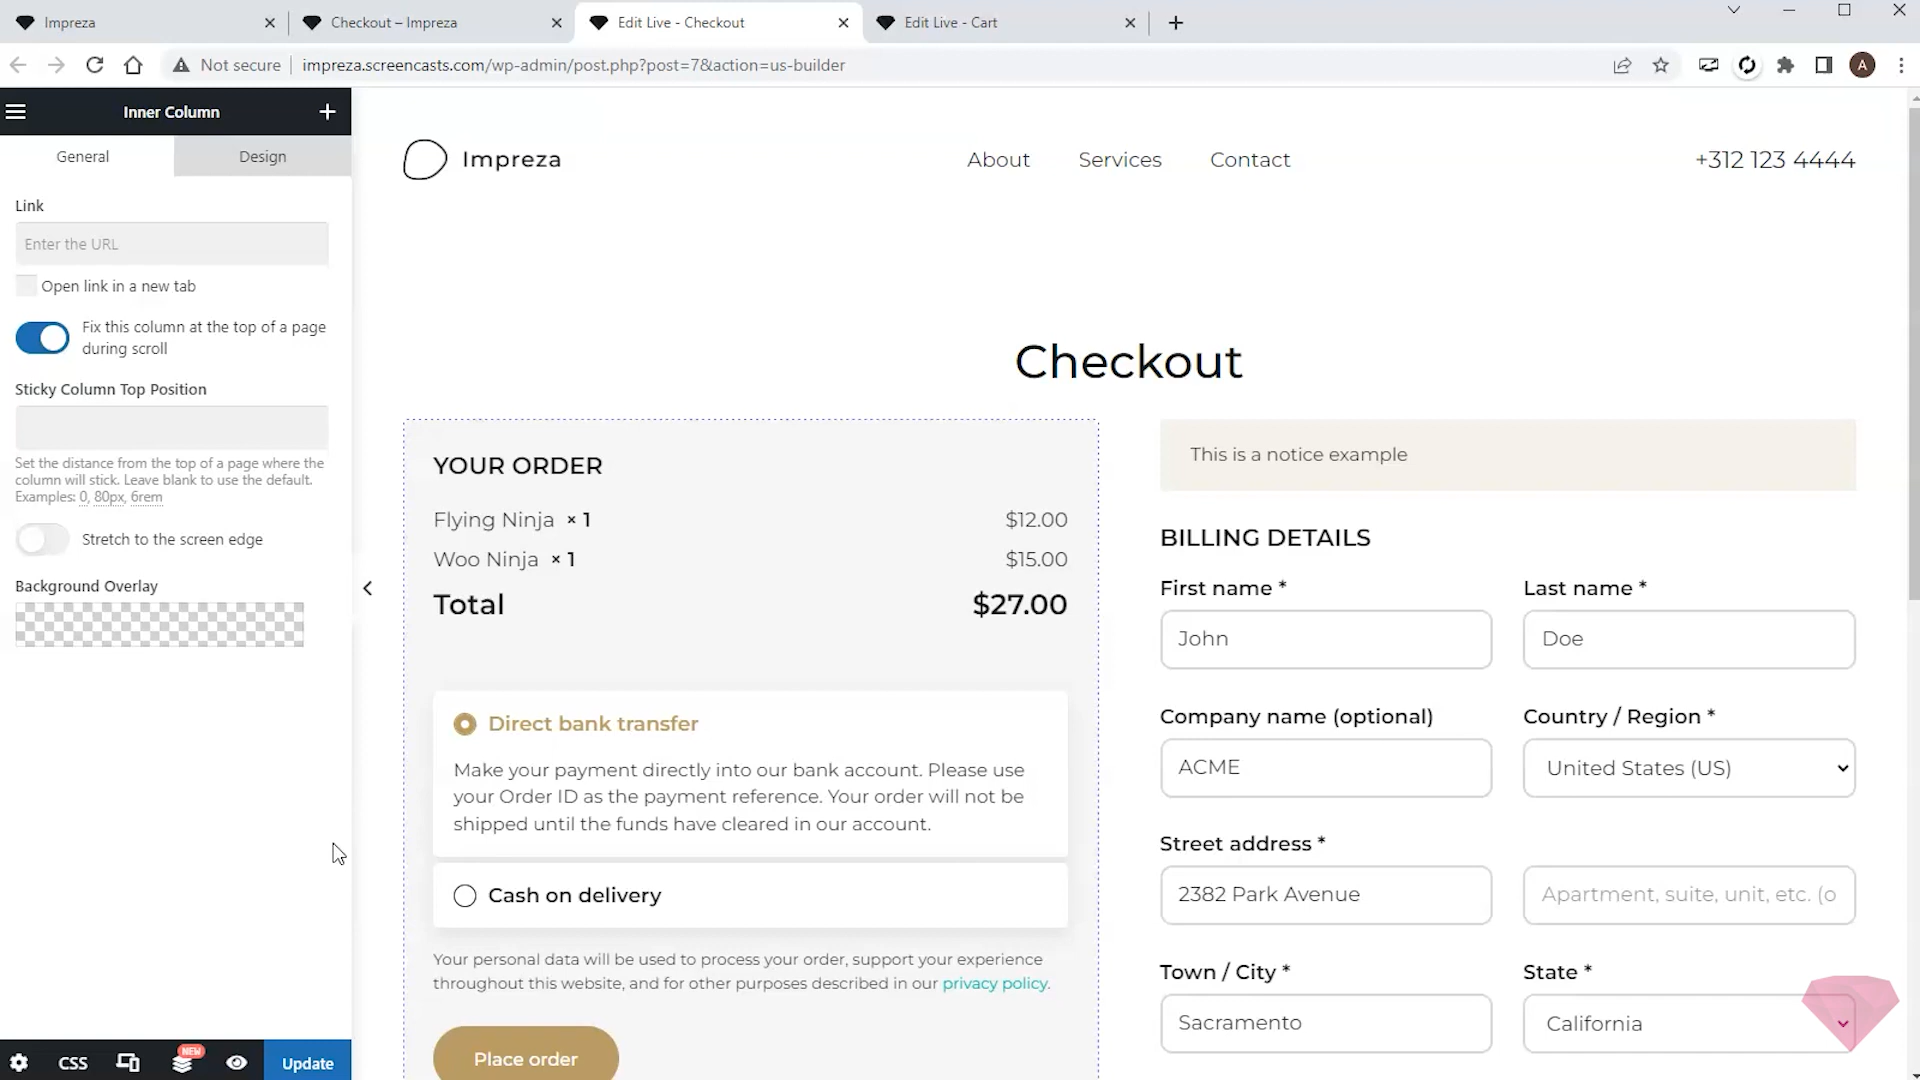 Impreza
Checkout – Impreza
Edit Live - Checkout
Edit Live - Cart
Not secure
impreza.screencasts.com/wp-admin/post.php?post=7&action=us-builder
A
Inner Column
General
Design
Link
Enter the URL
Open link in a new tab
Fix this column at the top of a page
during scroll
Sticky Column Top Position
Set the distance from the top of a page where the
column will stick. Leave blank to use the default.
Examples: 0, 80px, 6rem
Stretch to the screen edge
Background Overlay
CSS
NEW
Update
Impreza
About
Services
Contact
+312 123 4444
Checkout
YOUR ORDER
Flying Ninja × 1 $12.00
Woo Ninja × 1 $15.00
Total $27.00
Direct bank transfer
Make your payment directly into our bank account. Please use
your Order ID as the payment reference. Your order will not be
shipped until the funds have cleared in our account.
Cash on delivery
Your personal data will be used to process your order, support your experience
throughout this website, and for other purposes described in our privacy policy.
Place order
This is a notice example
BILLING DETAILS
First name * Last name *
John Doe
Company name (optional) Country / Region *
ACME United States (US)
Street address *
2382 Park Avenue Apartment, suite, unit, etc. (o
Town / City * State *
Sacramento California